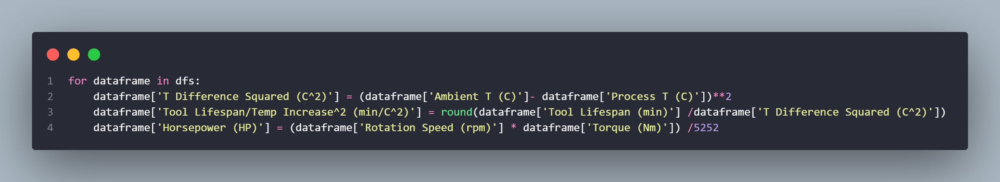 1 for dataframe in dfs:
2     dataframe['T Difference Squared (C^2)'] = (dataframe['Ambient T (C)']- dataframe['Process T (C)'])**2
3     dataframe['Tool Lifespan/Temp Increase^2 (min/C^2)'] = round(dataframe['Tool Lifespan (min)'] /dataframe['T Difference Squared (C^2)'])
4     dataframe['Horsepower (HP)'] = (dataframe['Rotation Speed (rpm)'] * dataframe['Torque (Nm)']) /5252